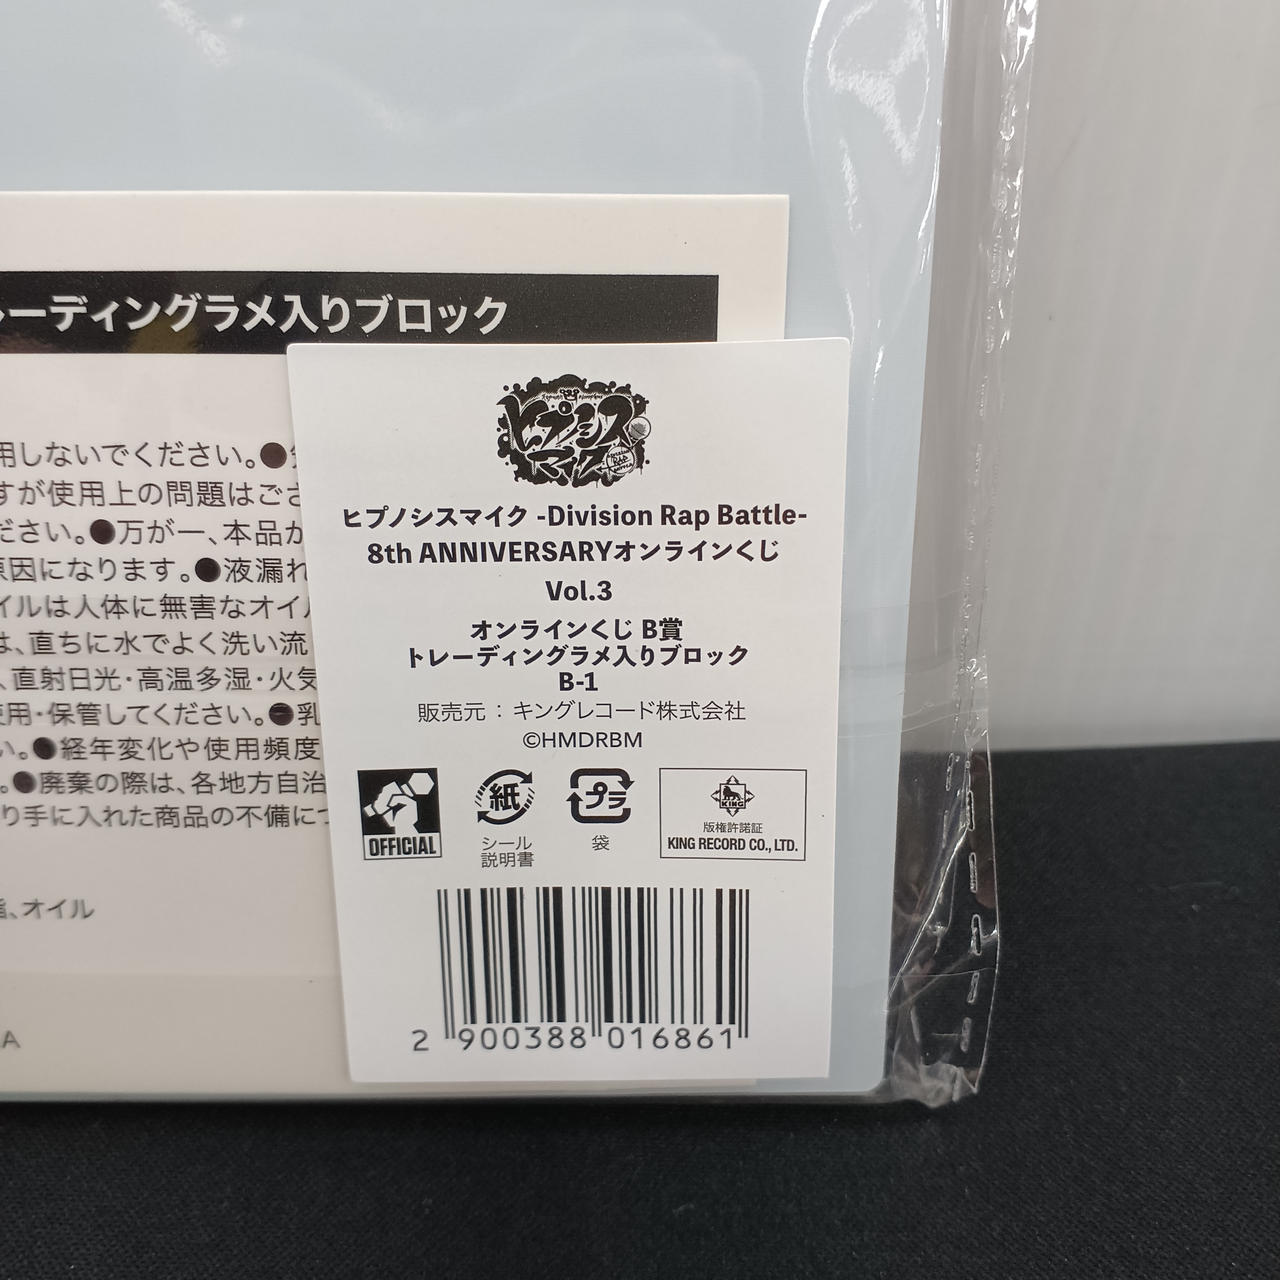 レーディングラメ入りブロック
用しないでください。●
すが使用上の問題はござ
ださい。●万が一、本品か
原因になります。●液漏れ
イルは人体に無害なオイル
は、直ちに水でよく洗い流
、直射日光・高温多湿・火気
使用・保管してください。●乳
い。●経年変化や使用頻度
。●廃棄の際は、各地方自治
り手に入れた商品の不備につ
脂、オイル
A
ヒプノシスマイク
ヒプノシスマイク -Division Rap Battle-
8th ANNIVERSARYオンラインくじ
Vol.3
オンラインくじ B賞
トレーディングラメ入りブロック
B-1
販売元：キングレコード株式会社
©HMDRBM
OFFICIAL
紙
シール
説明書
プラ
袋
KING
版権許諾証
KING RECORD CO., LTD.
2 900388 016861